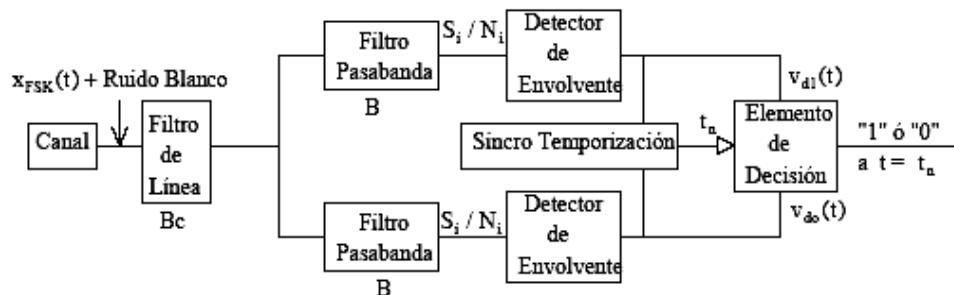 x_FSK(t) + Ruido Blanco
Canal
Filtro
de
Línea
Bc
Filtro
Pasabanda
B
S_i / N_i
Detector
de
Envolvente
Sincro Temporización
t_n
v_d1(t)
Elemento
de
Decisión
"1" ó "0"
a t = t_n
v_do(t)
Filtro
Pasabanda
B
S_i / N_i
Detector
de
Envolvente